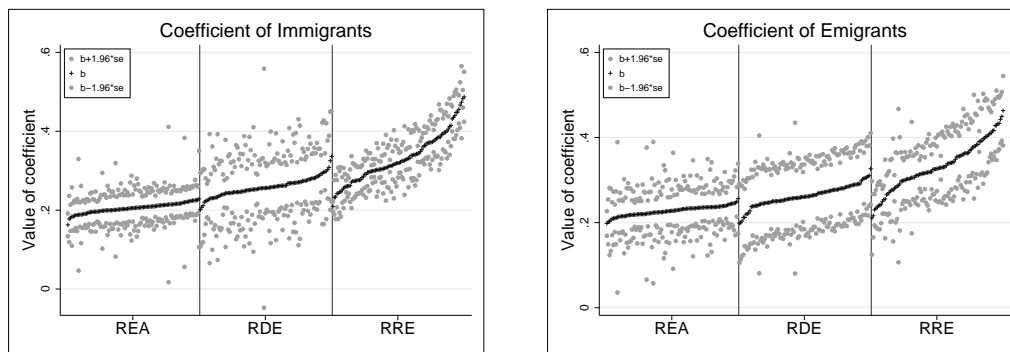 Coefficient of Immigrants
.6
b+1.96*se
b
b−1.96*se
.4
.2
0
Value of coefficient
REA RDE RRE
Coefficient of Emigrants
.6
b+1.96*se
b
b−1.96*se
.4
.2
0
Value of coefficient
REA RDE RRE